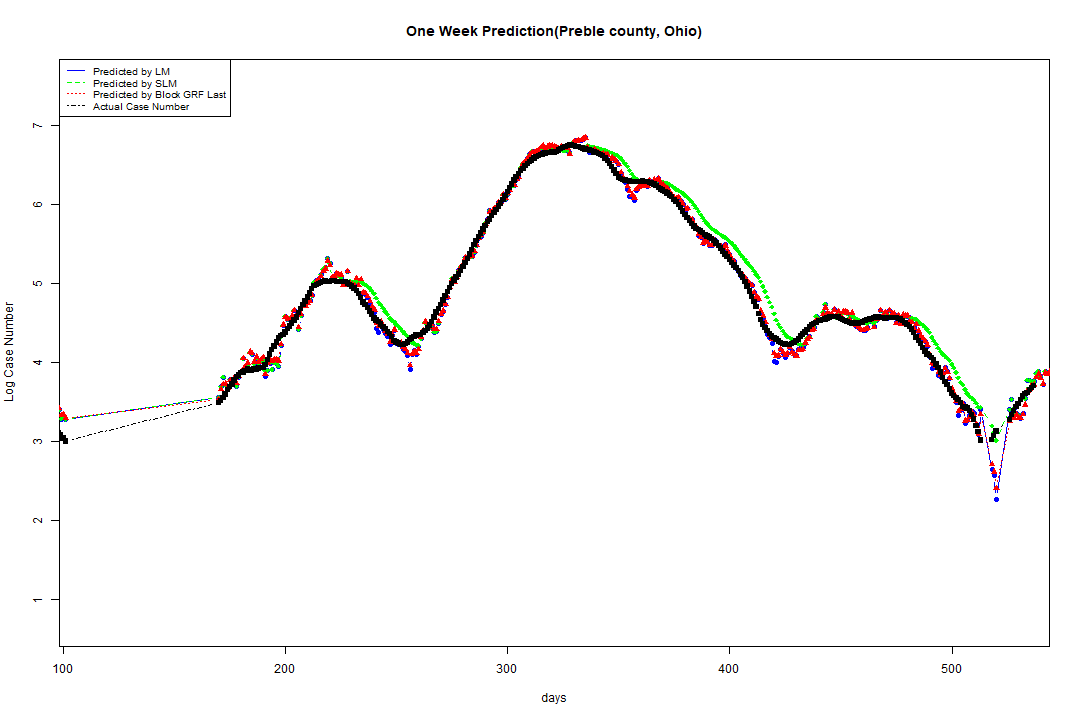 One Week Prediction(Preble county, Ohio)
Predicted by LM
Predicted by SLM
Predicted by Block GRF Last
Actual Case Number
7
6
5
4
3
2
1
Log Case Number
100 200 300 400 500
days